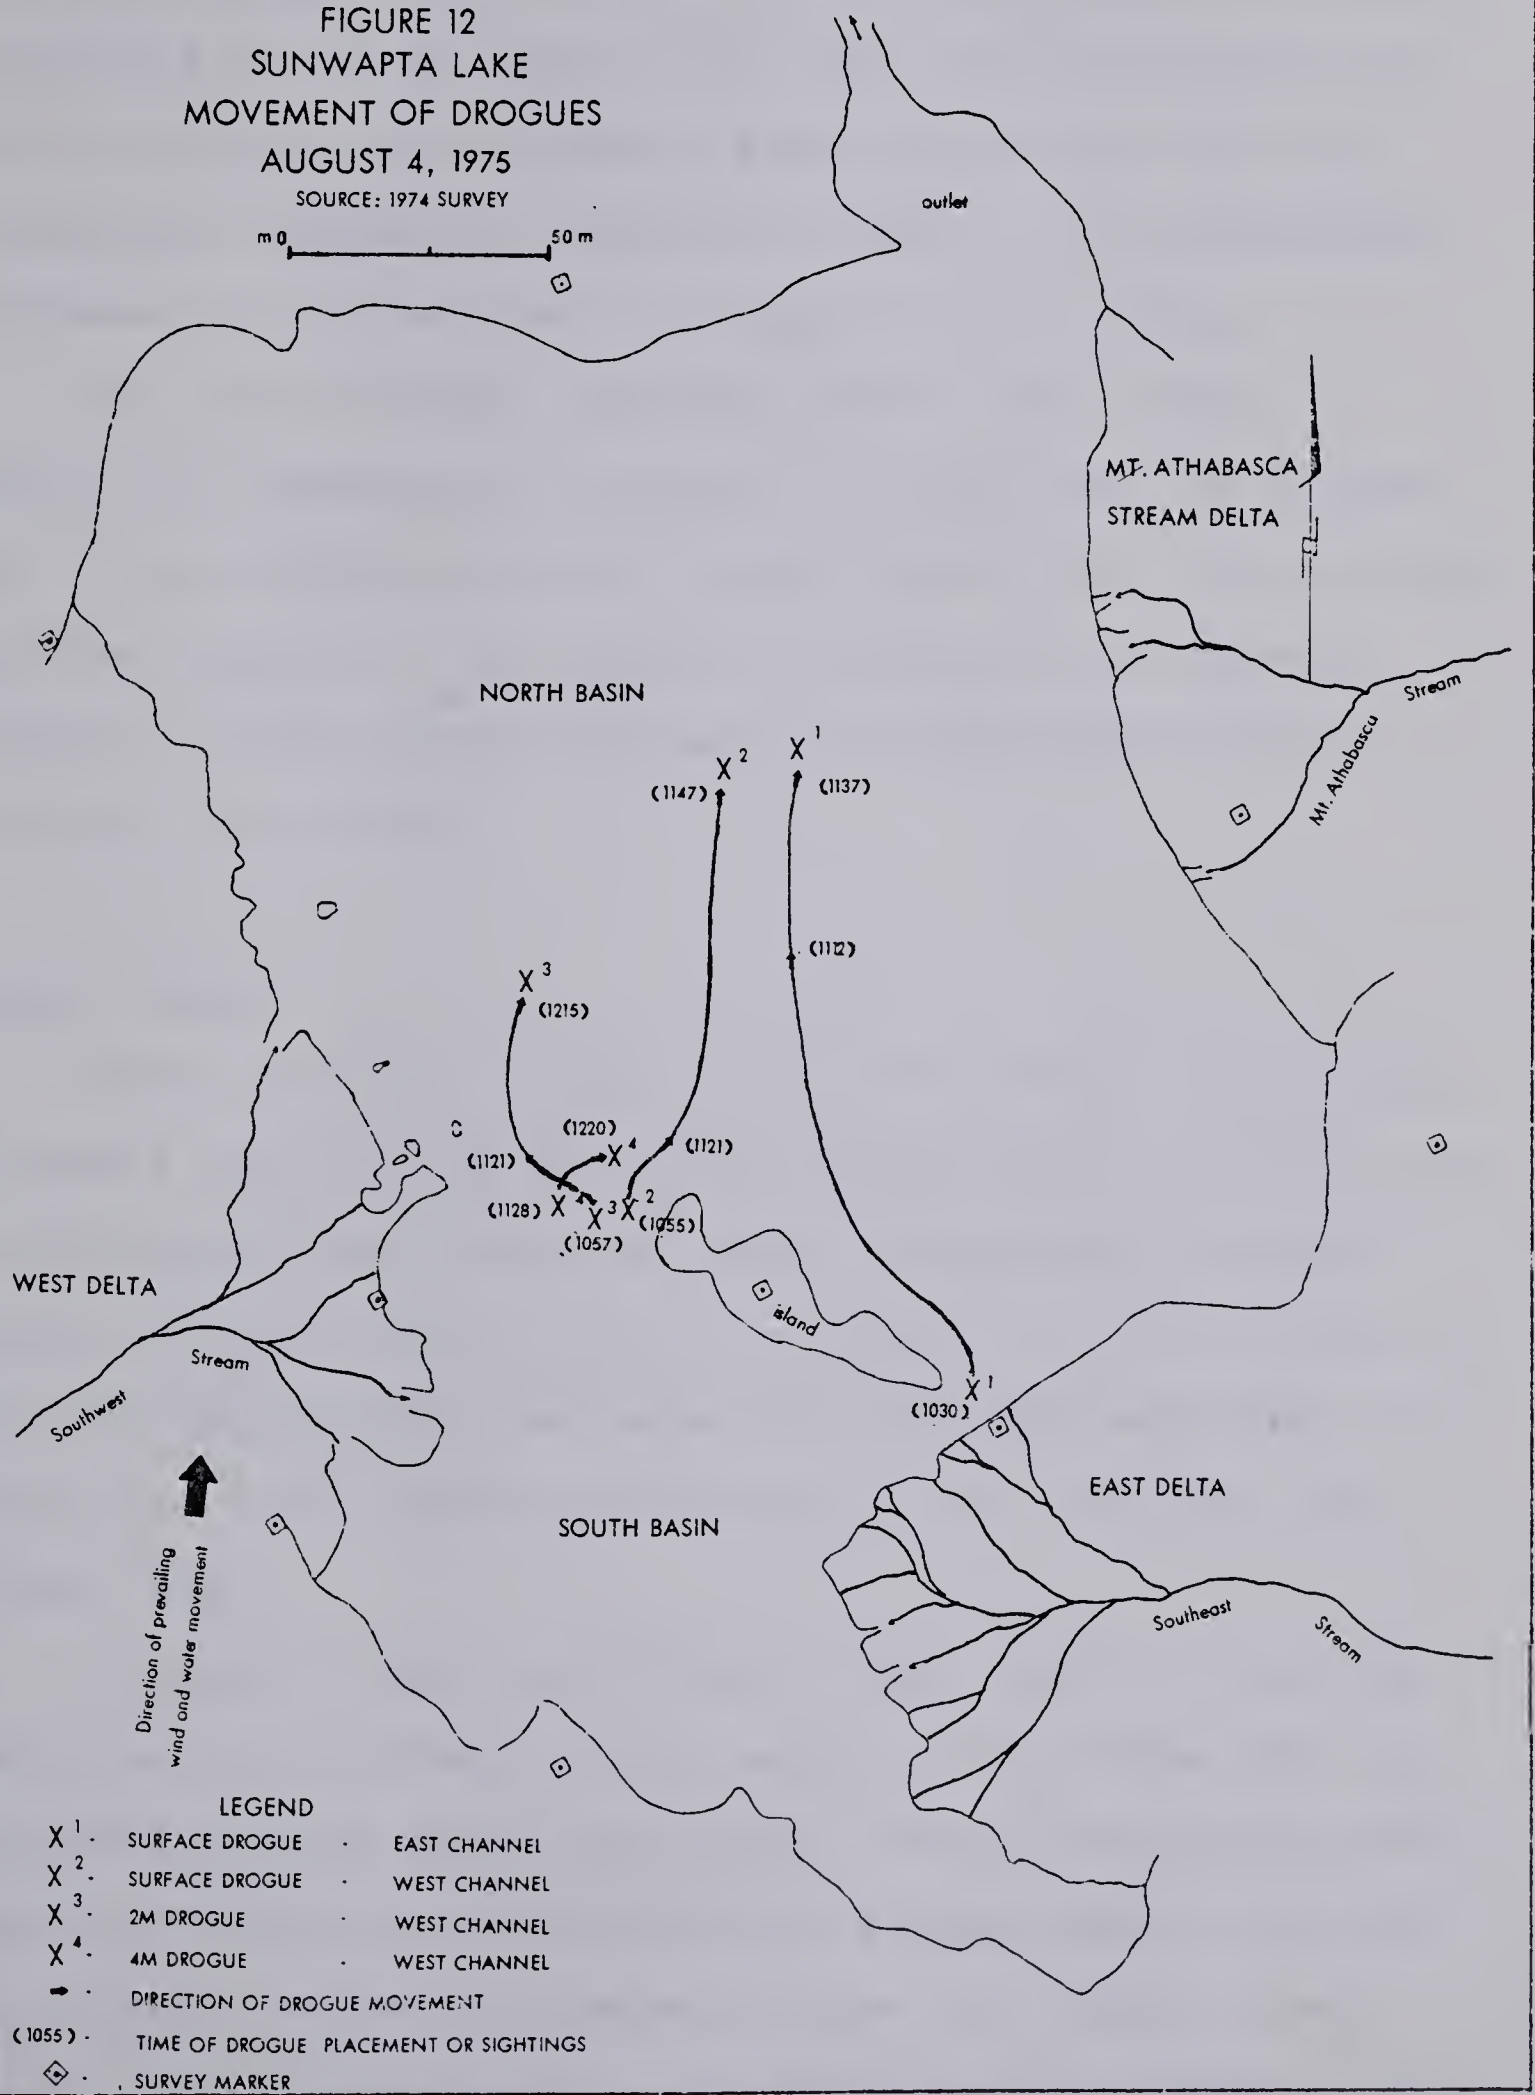 FIGURE 12
SUNWAPTA LAKE
MOVEMENT OF DROGUES
AUGUST 4, 1975
SOURCE: 1974 SURVEY
m 0 50 m
outlet
MT. ATHABASCA
STREAM DELTA
Mt. Athabascu Stream
NORTH BASIN
X 2
X 1
(1147)
(1137)
(1112)
X 3
(1215)
(1220)
X 4
(1121)
(1121)
(1128) X 4
X 3
X 2
(1055)
(1057)
island
WEST DELTA
Southwest Stream
X 1
(1030)
EAST DELTA
SOUTH BASIN
Southeast Stream
Direction of prevailing
wind and water movement
LEGEND
X 1 · SURFACE DROGUE · EAST CHANNEL
X 2 · SURFACE DROGUE · WEST CHANNEL
X 3 · 2M DROGUE · WEST CHANNEL
X 4 · 4M DROGUE · WEST CHANNEL
· DIRECTION OF DROGUE MOVEMENT
(1055) · TIME OF DROGUE PLACEMENT OR SIGHTINGS
· SURVEY MARKER